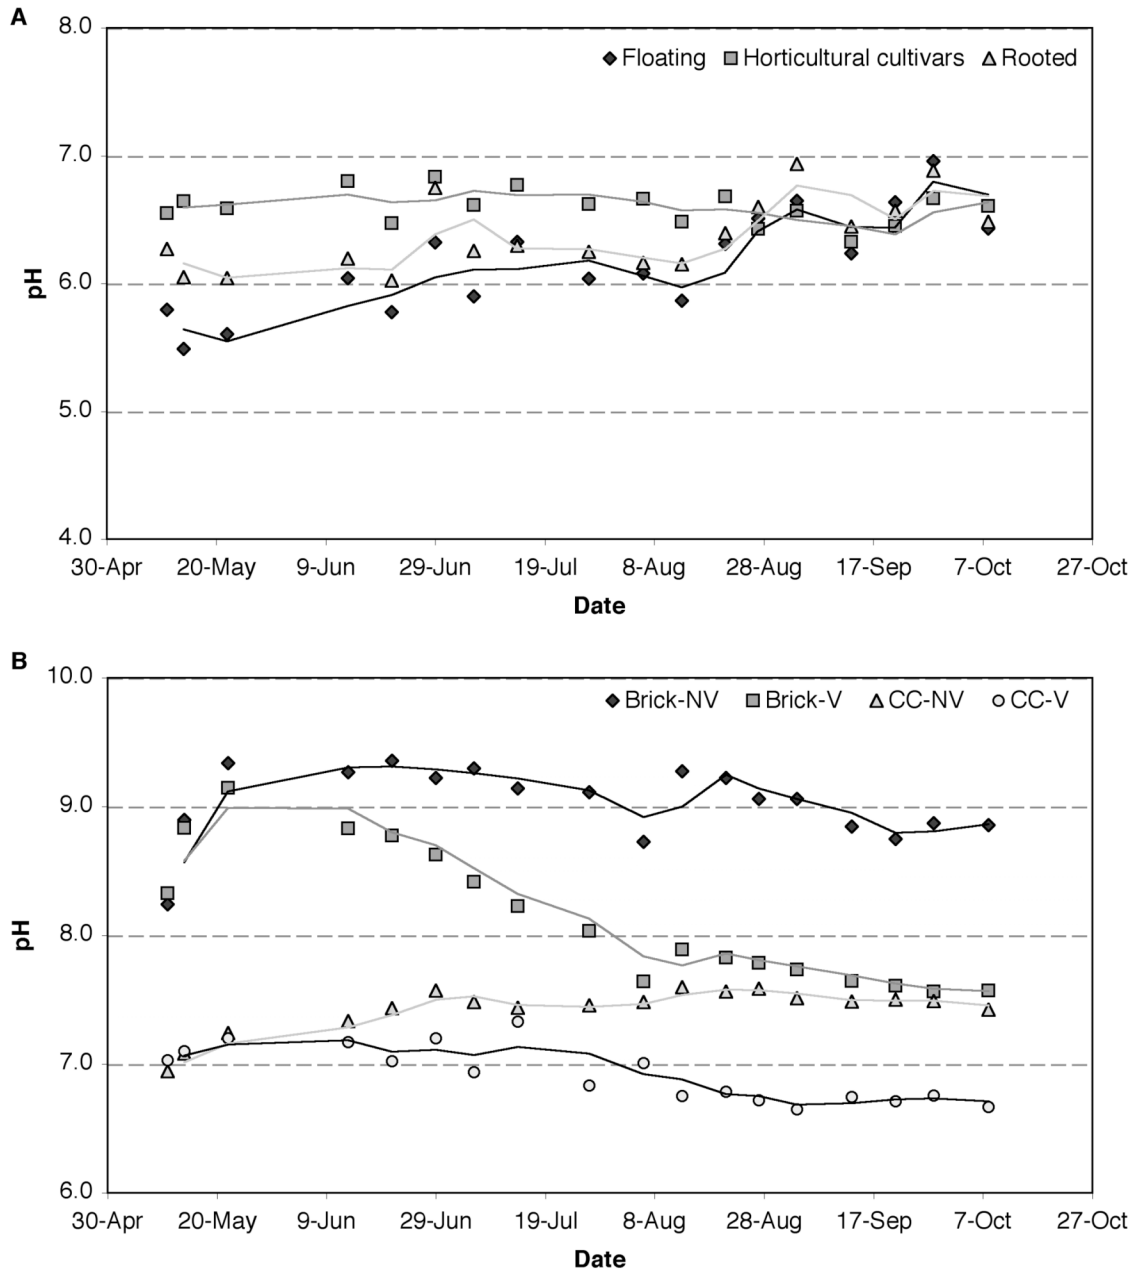 A
8.0
Floating Horticultural cultivars Rooted
7.0
6.0
pH
5.0
4.0
30-Apr 20-May 9-Jun 29-Jun 19-Jul 8-Aug 28-Aug 17-Sep 7-Oct 27-Oct
Date
B
10.0
Brick-NV Brick-V CC-NV CC-V
9.0
8.0
pH
7.0
6.0
30-Apr 20-May 9-Jun 29-Jun 19-Jul 8-Aug 28-Aug 17-Sep 7-Oct 27-Oct
Date